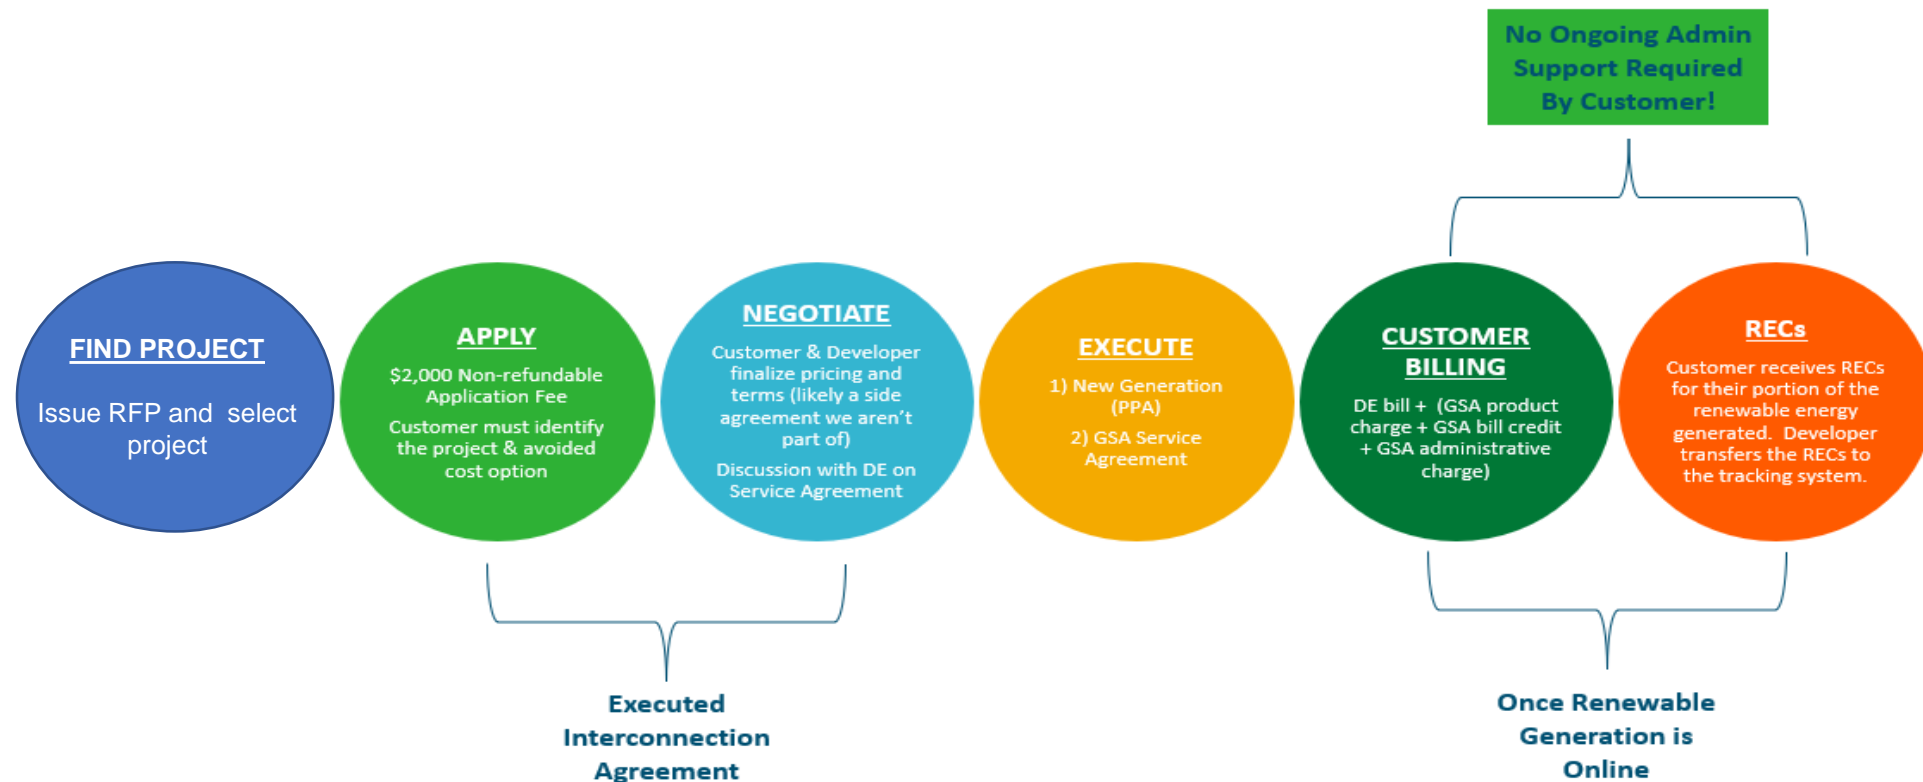 No Ongoing Admin
Support Required
By Customer!
FIND PROJECT
Issue RFP and  select
project
APPLY
$2,000 Non-refundable
Application Fee
Customer must identify
the project & avoided
cost option
NEGOTIATE
Customer & Developer
finalize pricing and
terms (likely a side
agreement we aren't
part of)
Discussion with DE on
Service Agreement
EXECUTE
1) New Generation
(PPA)
2) GSA Service
Agreement
CUSTOMER
BILLING
DE bill +  (GSA product
charge + GSA bill credit
+ GSA administrative
charge)
RECs
Customer receives RECs
for their portion of the
renewable energy
generated.  Developer
transfers the RECs to
the tracking system.
Executed
Interconnection
Agreement
Once Renewable
Generation is
Online